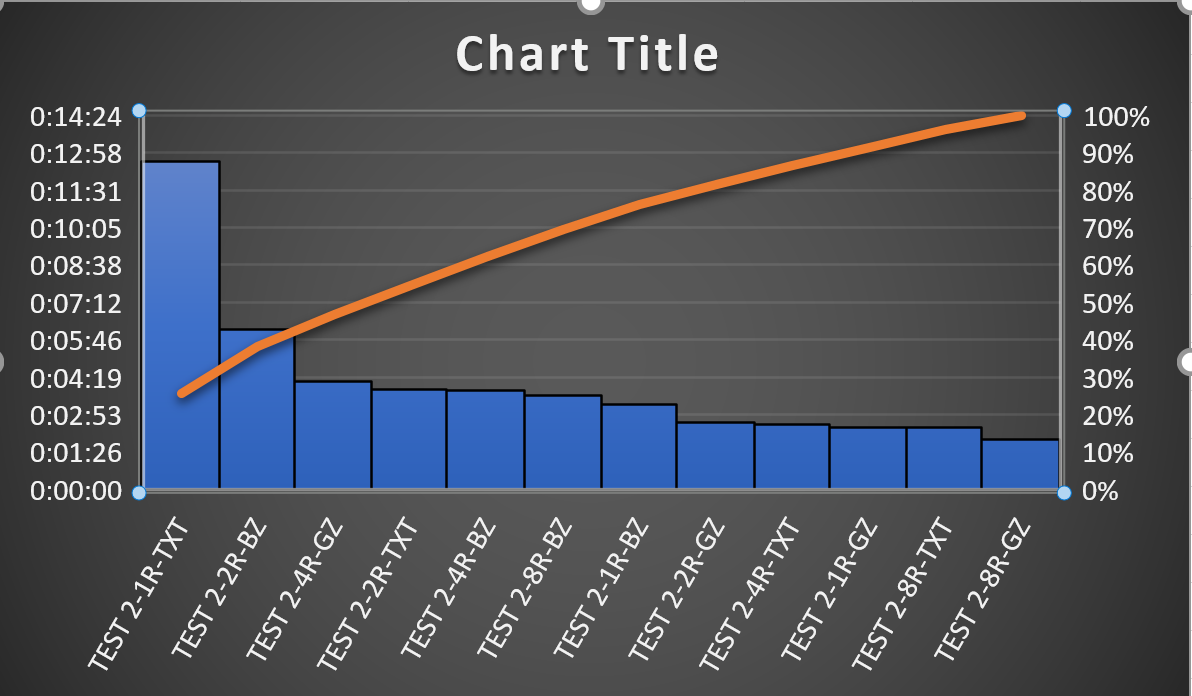 Chart Title
0:14:24
0:12:58
0:11:31
0:10:05
0:08:38
0:07:12
0:05:46
0:04:19
0:02:53
0:01:26
0:00:00
100%
90%
80%
70%
60%
50%
40%
30%
20%
10%
0%
TEST 2-1R-TXT
TEST 2-2R-BZ
TEST 2-4R-GZ
TEST 2-2R-TXT
TEST 2-4R-BZ
TEST 2-8R-BZ
TEST 2-1R-BZ
TEST 2-2R-GZ
TEST 2-4R-TXT
TEST 2-1R-GZ
TEST 2-8R-TXT
TEST 2-8R-GZ